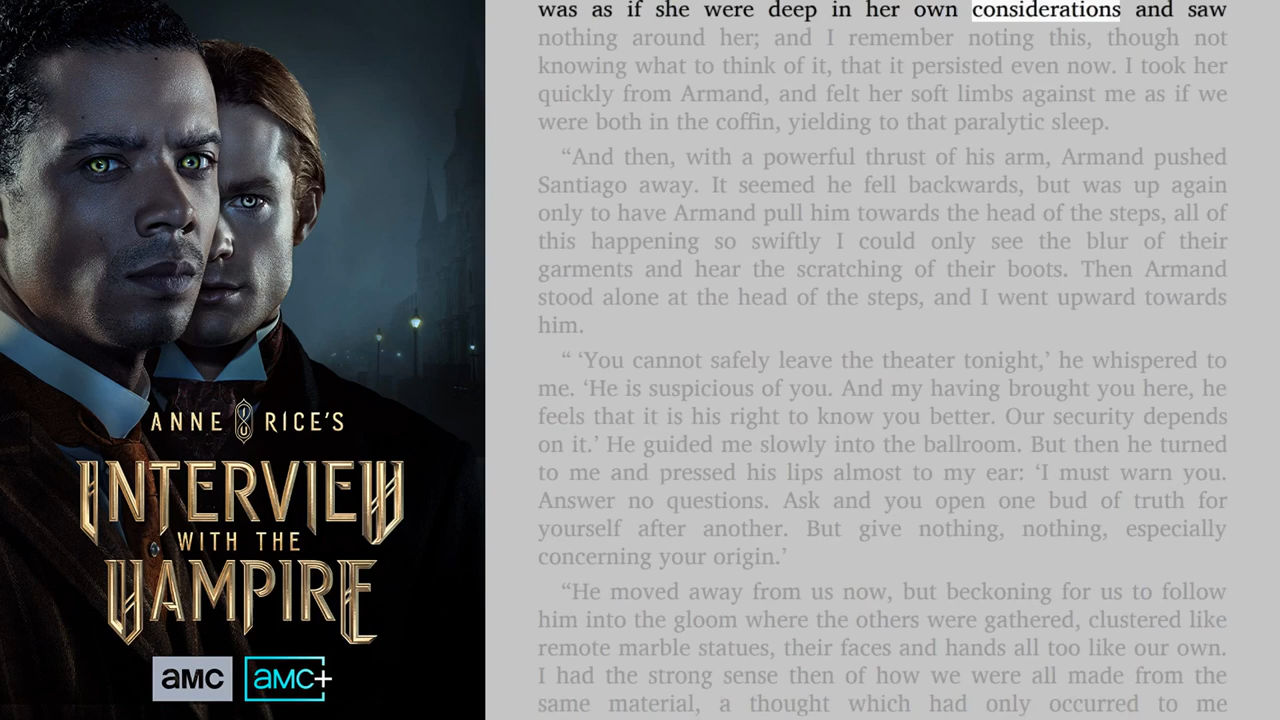 ANNE RICE'S
INTERVIEW
WITH THE
VAMPIRE
aMC
aMC+
was as if she were deep in her own considerations and saw
nothing around her; and I remember noting this, though not
knowing what to think of it, that it persisted even now. I took her
quickly from Armand, and felt her soft limbs against me as if we
were both in the coffin, yielding to that paralytic sleep.
“And then, with a powerful thrust of his arm, Armand pushed
Santiago away. It seemed he fell backwards, but was up again
only to have Armand pull him towards the head of the steps, all of
this happening so swiftly I could only see the blur of their
garments and hear the scratching of their boots. Then Armand
stood alone at the head of the steps, and I went upward towards
him.
“ ‘You cannot safely leave the theater tonight,’ he whispered to
me. ‘He is suspicious of you. And my having brought you here, he
feels that it is his right to know you better. Our security depends
on it.’ He guided me slowly into the ballroom. But then he turned
to me and pressed his lips almost to my ear: ‘I must warn you.
Answer no questions. Ask and you open one bud of truth for
yourself after another. But give nothing, nothing, especially
concerning your origin.’
“He moved away from us now, but beckoning for us to follow
him into the gloom where the others were gathered, clustered like
remote marble statues, their faces and hands all too like our own.
I had the strong sense then of how we were all made from the
same material, a thought which had only occurred to me